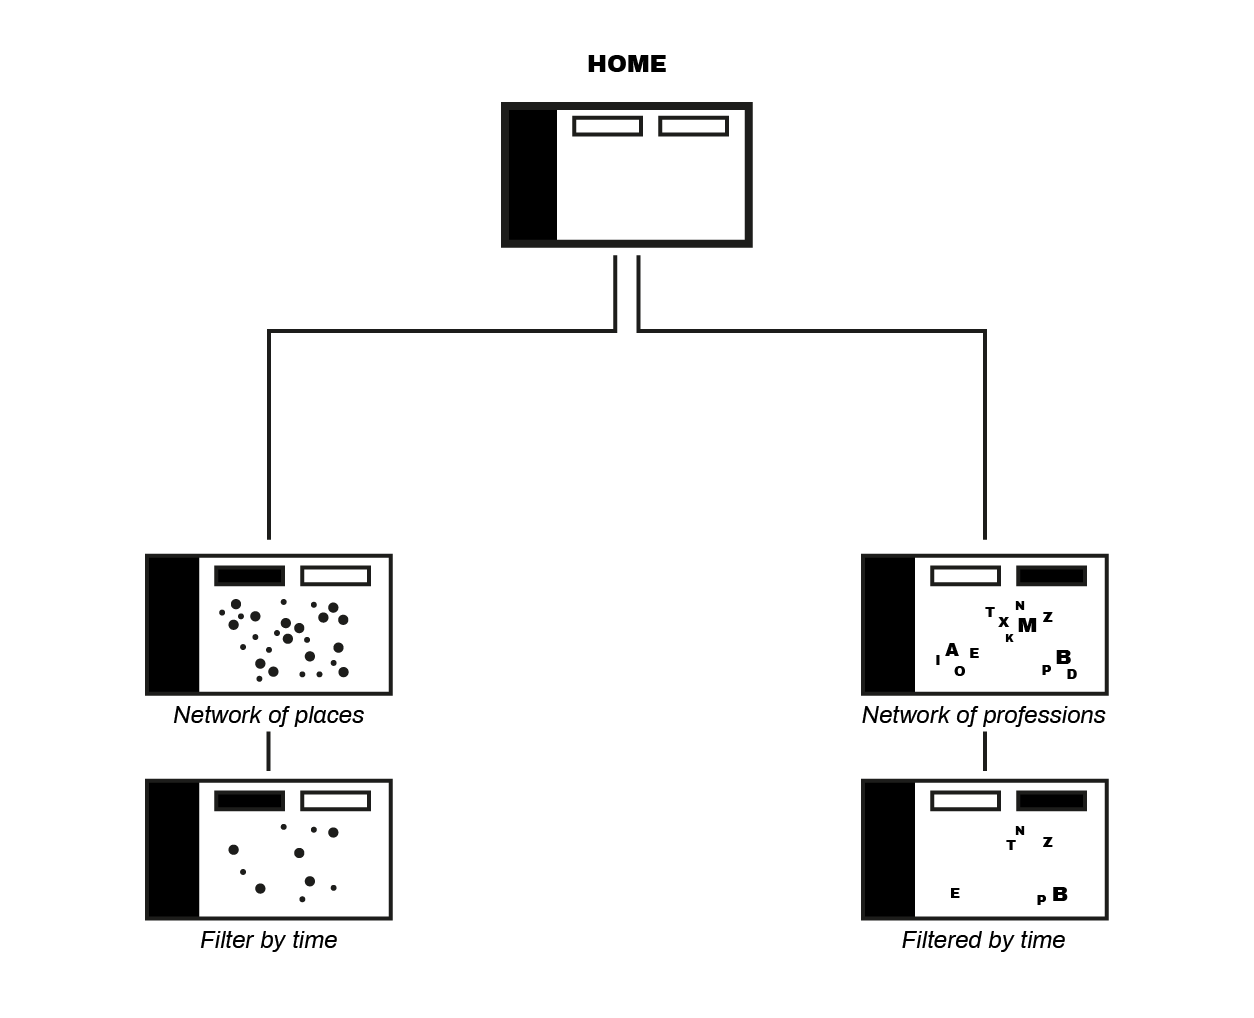 HOME
N
T
X
M
Z
K
A
E
I
O
B
P
D
Network of places
Network of professions
N
T
Z
E
P
B
Filter by time
Filtered by time